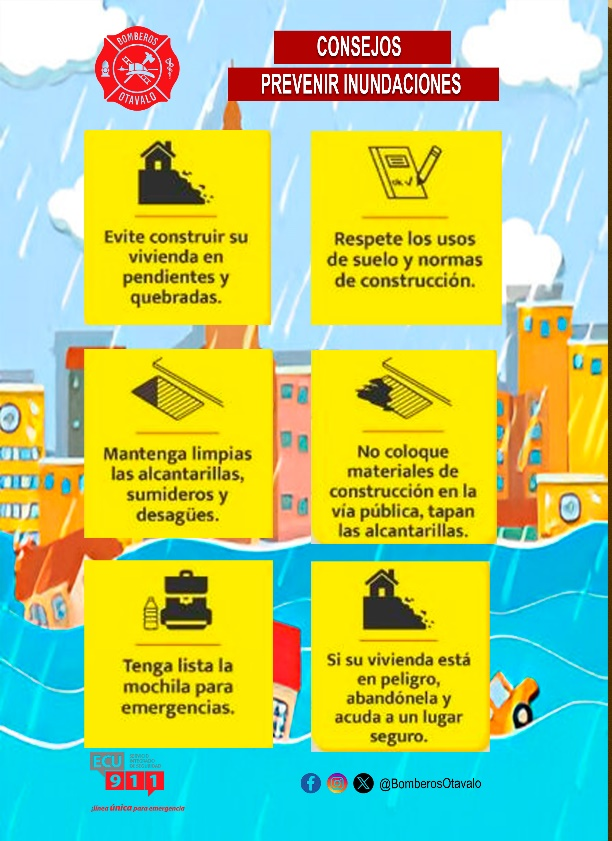 BOMBEROS
OTAVALO
CONSEJOS
PREVENIR INUNDACIONES
Evite construir su
vivienda en
pendientes y
quebradas.
OK ✓
Respete los usos
de suelo y normas
de construcción.
Mantenga limpias
las alcantarillas,
sumideros y
desagües.
No coloque
materiales de
construcción en la
vía pública, tapan
las alcantarillas.
Tenga lista la
mochila para
emergencias.
Si su vivienda está
en peligro,
abandónela y
acuda a un lugar
seguro.
ECU
911
SERVICIO
INTEGRADO
DE SEGURIDAD
¡línea única para emergencias!
@BomberosOtavalo